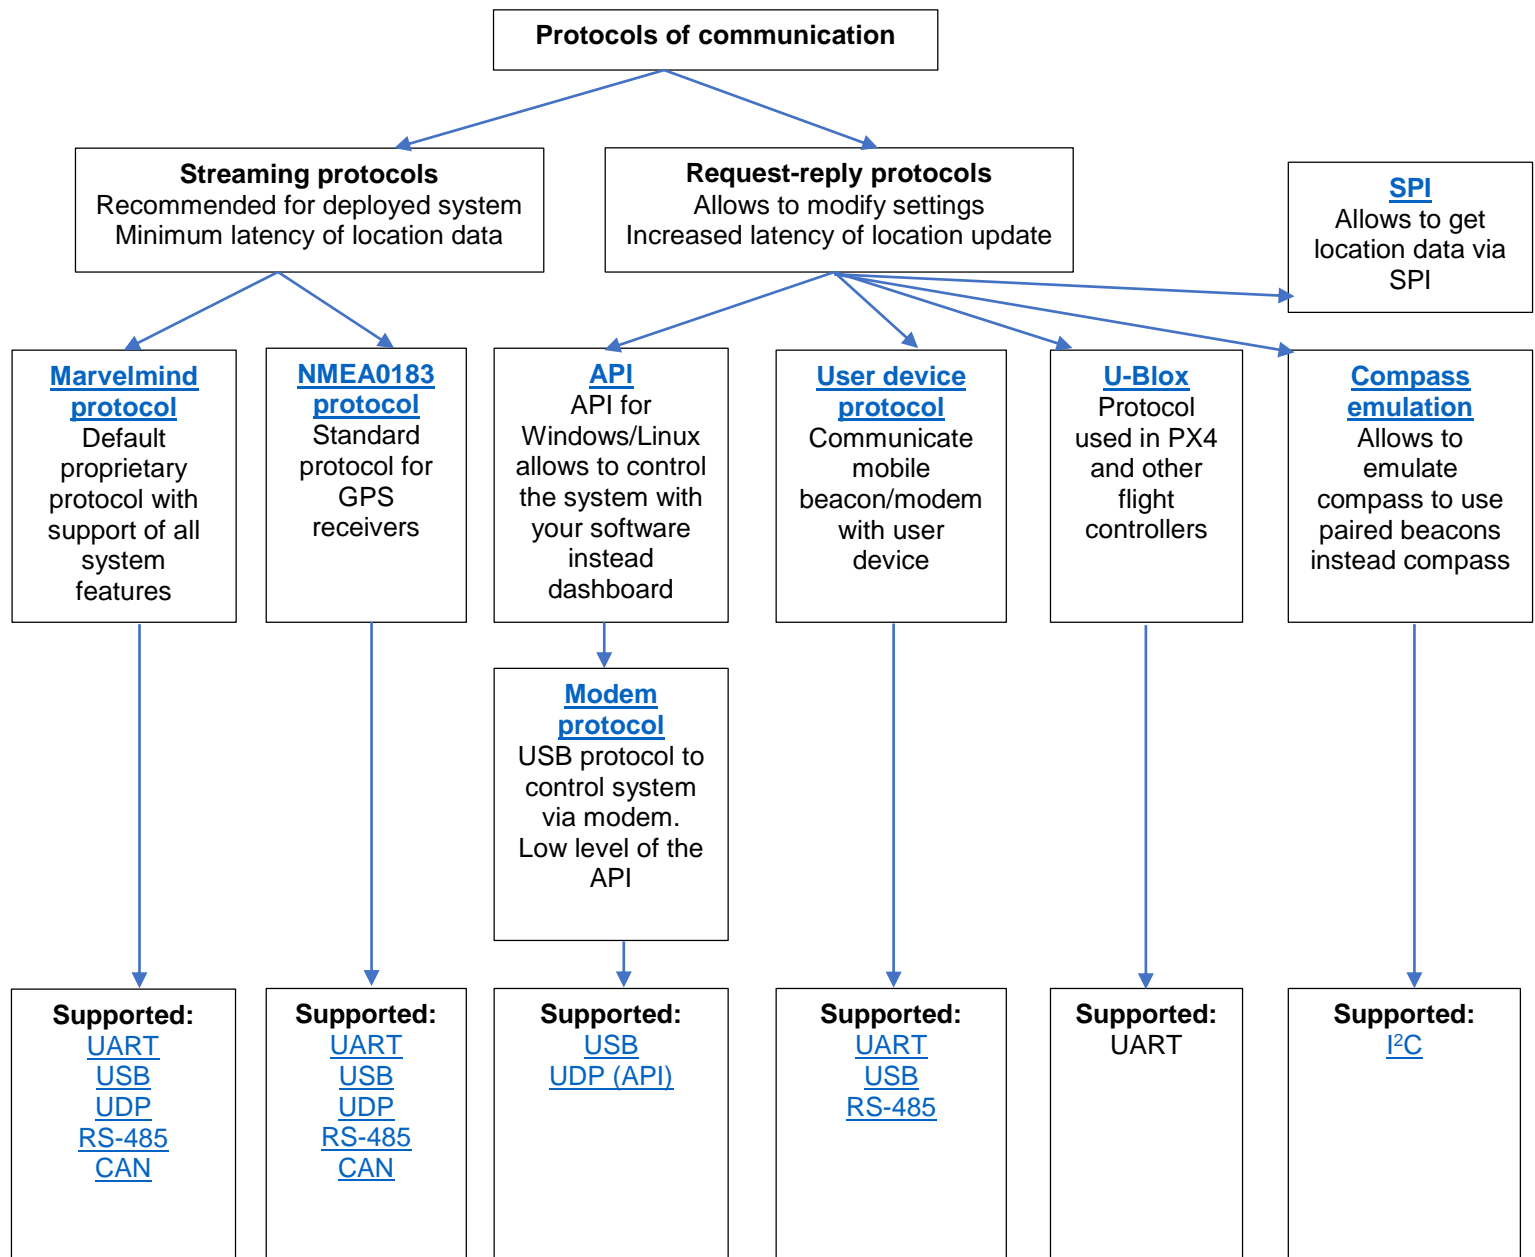 Protocols of communication
Streaming protocols
Recommended for deployed system
Minimum latency of location data
Request-reply protocols
Allows to modify settings
Increased latency of location update
SPI
Allows to get
location data via
SPI
Marvelmind
protocol
Default
proprietary
protocol with
support of all
system
features
NMEA0183
protocol
Standard
protocol for
GPS
receivers
API
API for
Windows/Linux
allows to control
the system with
your software
instead
dashboard
User device
protocol
Communicate
mobile
beacon/modem
with user
device
U-Blox
Protocol
used in PX4
and other
flight
controllers
Compass
emulation
Allows to
emulate
compass to use
paired beacons
instead compass
Modem
protocol
USB protocol to
control system
via modem.
Low level of the
API
Supported:
UART
USB
UDP
RS-485
CAN
Supported:
UART
USB
UDP
RS-485
CAN
Supported:
USB
UDP (API)
Supported:
UART
USB
RS-485
Supported:
UART
Supported:
I²C